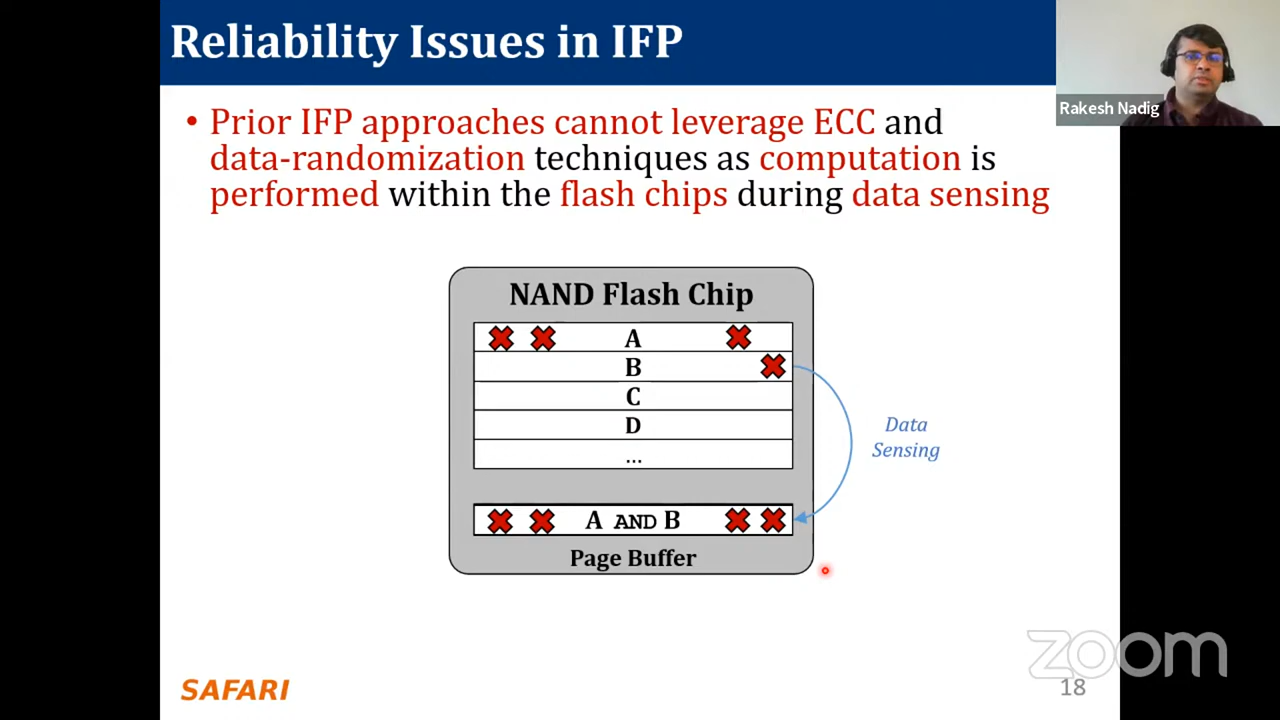 Reliability Issues in IFP
Rakesh Nadig
• Prior IFP approaches cannot leverage ECC and
data-randomization techniques as computation is
performed within the flash chips during data sensing
NAND Flash Chip
A
B
C
D
...
Data
Sensing
A AND B
Page Buffer
zoom
SAFARI
18